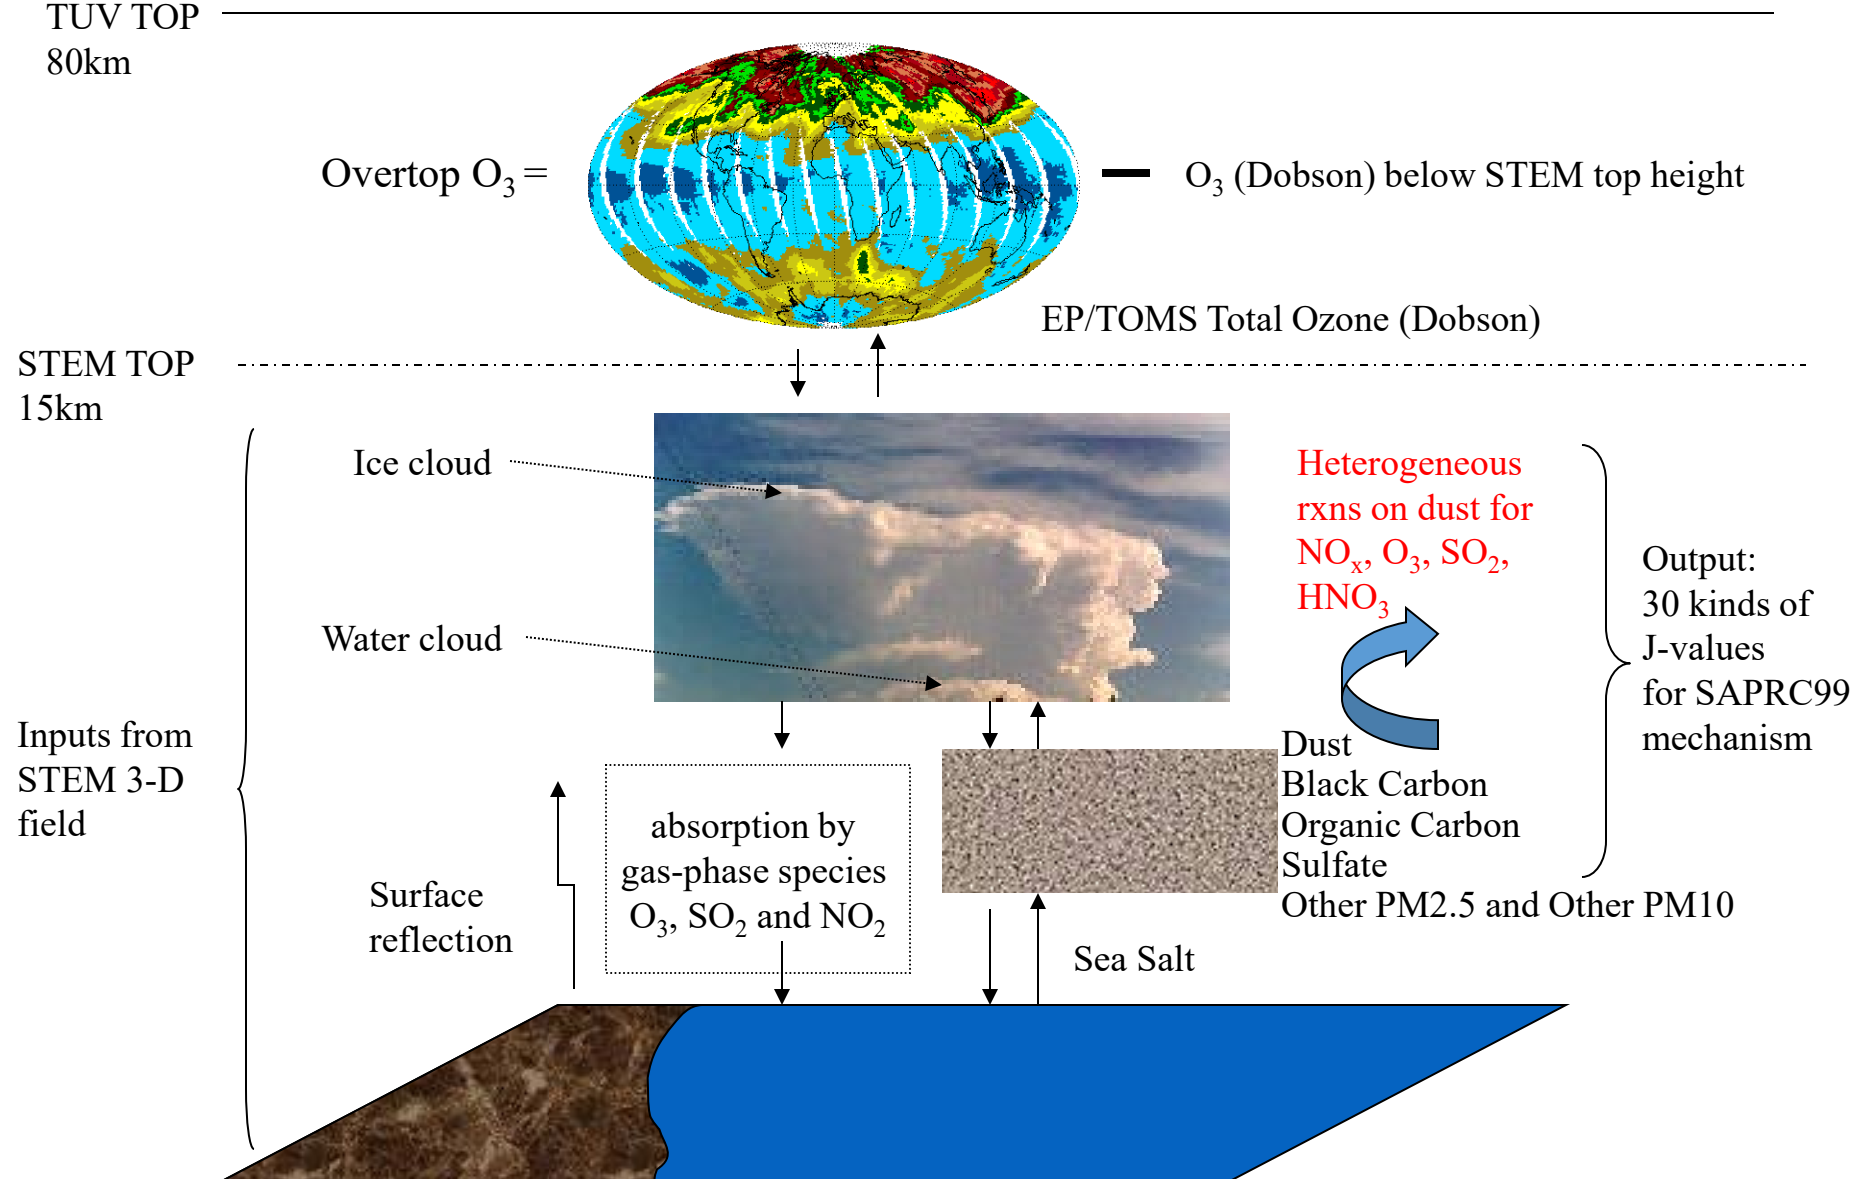 TUV TOP
80km
Overtop O₃ =
O₃ (Dobson) below STEM top height
EP/TOMS Total Ozone (Dobson)
STEM TOP
15km
Ice cloud
Water cloud
Heterogeneous
rxns on dust for
NOₓ, O₃, SO₂,
HNO₃
Output:
30 kinds of
J-values
for SAPRC99
mechanism
Inputs from
STEM 3-D
field
Dust
Black Carbon
Organic Carbon
Sulfate
Other PM2.5 and Other PM10
absorption by
gas-phase species
O₃, SO₂ and NO₂
Surface
reflection
Sea Salt